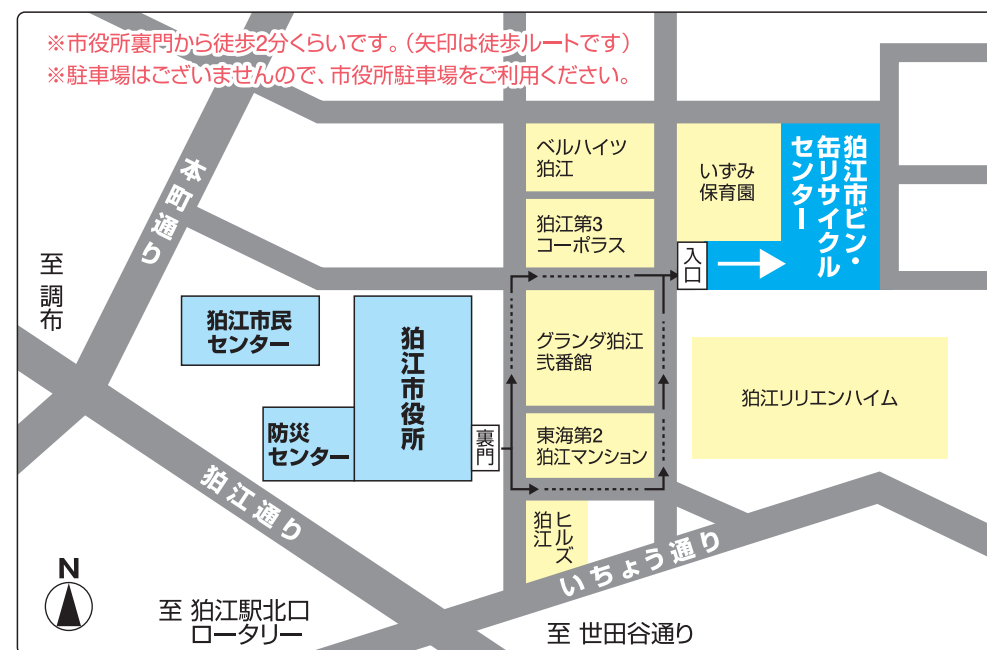 ※市役所裏門から徒歩2分くらいです。(矢印は徒歩ルートです)
※駐車場はございませんので、市役所駐車場をご利用ください。
本町通り
ベルハイツ
狛江
いずみ
保育園
狛江市ビン・
缶リサイクル
センター
狛江第3
コーポラス
入口
至 調布
狛江市民
センター
狛江市役所
グランダ狛江
弐番館
狛江リリエンハイム
防災
センター
裏門
東海第2
狛江マンション
狛江通り
ヒルズ
狛江
いちょう通り
N
至 狛江駅北口
ロータリー
至 世田谷通り